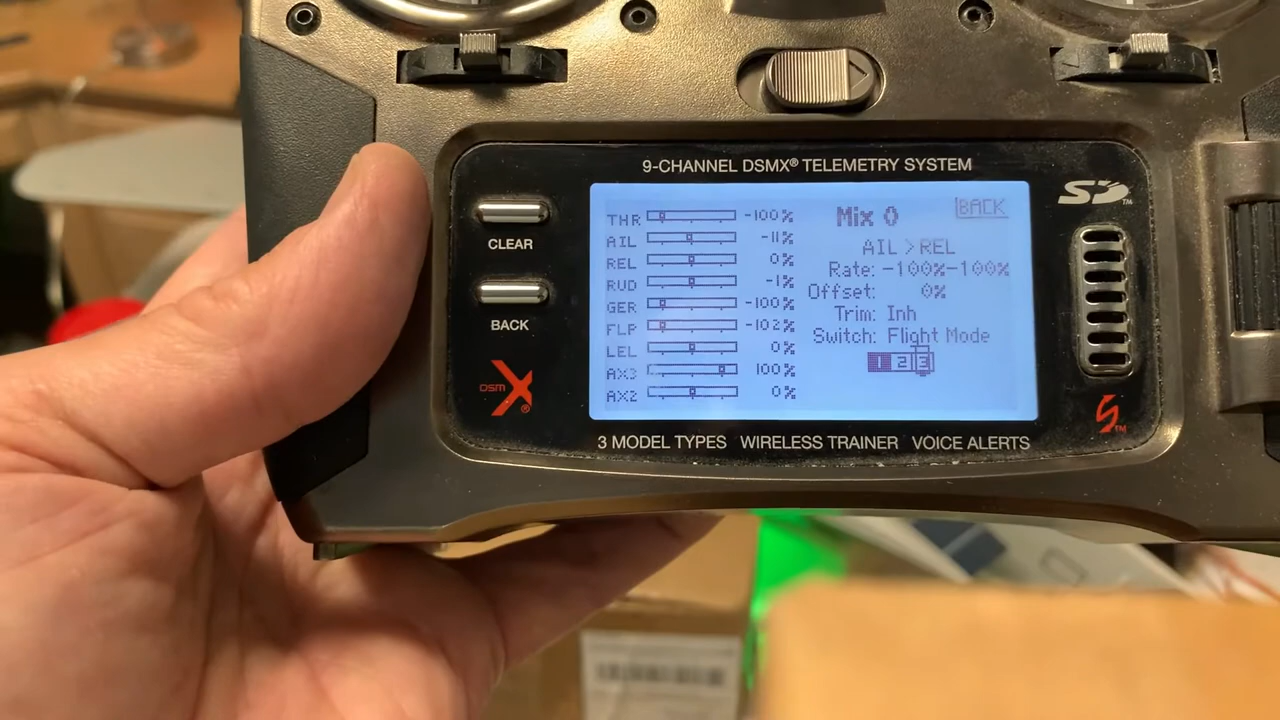 9-CHANNEL DSMX® TELEMETRY SYSTEM
SD™
CLEAR
BACK
DSM X®
THR -100%
AIL -11%
REL 0%
RUD -1%
GER -100%
FLP -102%
LEL 0%
AX3 100%
AX2 0%
Mix 0
BACK
AIL >REL
Rate: -100%-100%
Offset: 0%
Trim: Inh
Switch: Flight Mode
1 2 3
3 MODEL TYPES WIRELESS TRAINER VOICE ALERTS